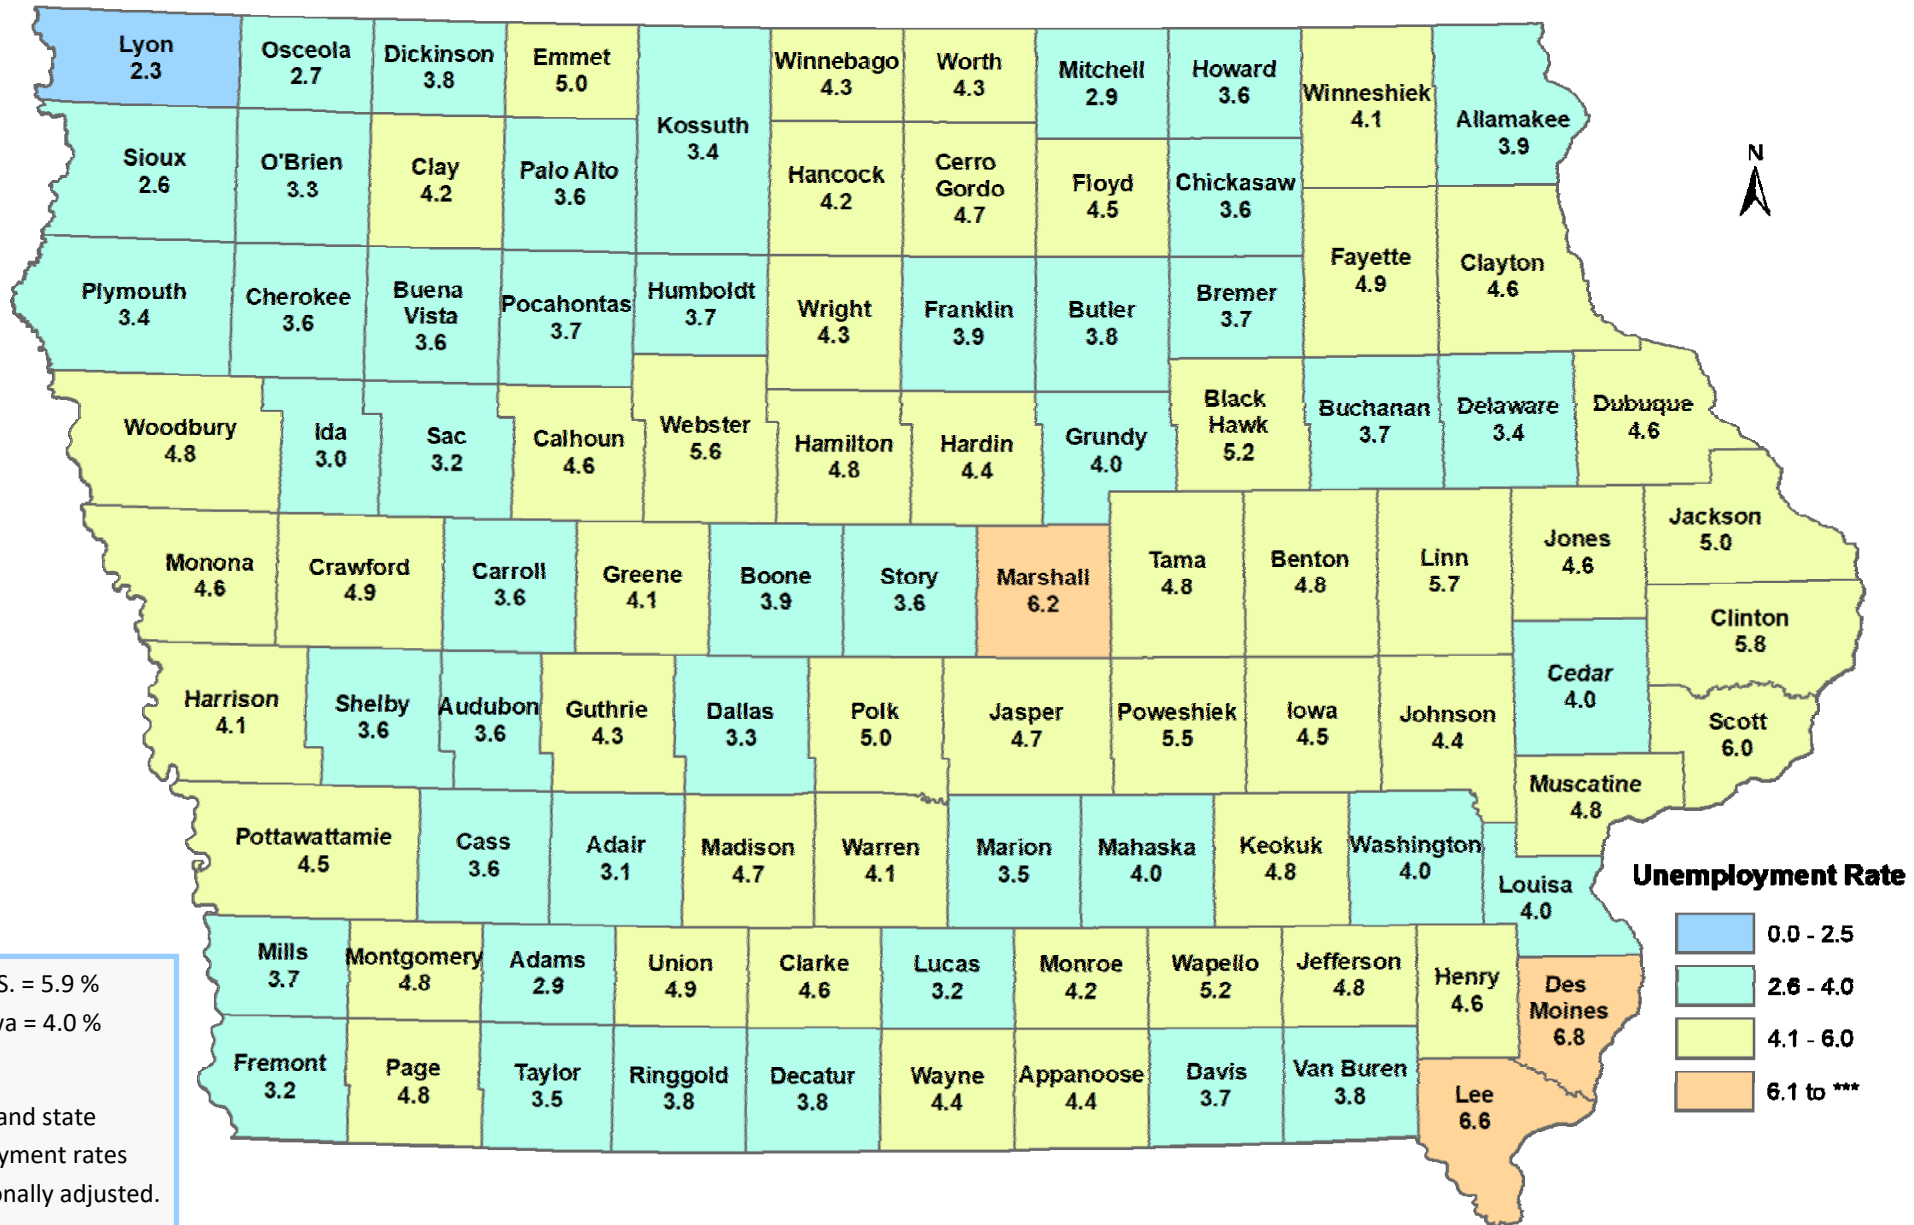 Lyon
2.3
Osceola
2.7
Dickinson
3.8
Emmet
5.0
Kossuth
3.4
Winnebago
4.3
Worth
4.3
Mitchell
2.9
Howard
3.6
Winneshiek
4.1
Allamakee
3.9
N
Sioux
2.6
O'Brien
3.3
Clay
4.2
Palo Alto
3.6
Hancock
4.2
Cerro
Gordo
4.7
Floyd
4.5
Chickasaw
3.6
Fayette
4.9
Clayton
4.6
Plymouth
3.4
Cherokee
3.6
Buena
Vista
3.6
Pocahontas
3.7
Humboldt
3.7
Wright
4.3
Franklin
3.9
Butler
3.8
Bremer
3.7
Woodbury
4.8
Ida
3.0
Sac
3.2
Calhoun
4.6
Webster
5.6
Hamilton
4.8
Hardin
4.4
Grundy
4.0
Black
Hawk
5.2
Buchanan
3.7
Delaware
3.4
Dubuque
4.6
Monona
4.6
Crawford
4.9
Carroll
3.6
Greene
4.1
Boone
3.9
Story
3.6
Marshall
6.2
Tama
4.8
Benton
4.8
Linn
5.7
Jones
4.6
Jackson
5.0
Clinton
5.8
Harrison
4.1
Shelby
3.6
Audubon
3.6
Guthrie
4.3
Dallas
3.3
Polk
5.0
Jasper
4.7
Poweshiek
5.5
Iowa
4.5
Johnson
4.4
Cedar
4.0
Scott
6.0
Muscatine
4.8
Pottawattamie
4.5
Cass
3.6
Adair
3.1
Madison
4.7
Warren
4.1
Marion
3.5
Mahaska
4.0
Keokuk
4.8
Washington
4.0
Louisa
4.0
Mills
3.7
Montgomery
4.8
Adams
2.9
Union
4.9
Clarke
4.6
Lucas
3.2
Monroe
4.2
Wapello
5.2
Jefferson
4.8
Henry
4.6
Des
Moines
6.8
Fremont
3.2
Page
4.8
Taylor
3.5
Ringgold
3.8
Decatur
3.8
Wayne
4.4
Appanoose
4.4
Davis
3.7
Van Buren
3.8
Lee
6.6
Unemployment Rate
0.0 - 2.5
2.6 - 4.0
4.1 - 6.0
6.1 to ***
S. = 5.9 %
va = 4.0 %
and state
yment rates
onally adjusted.